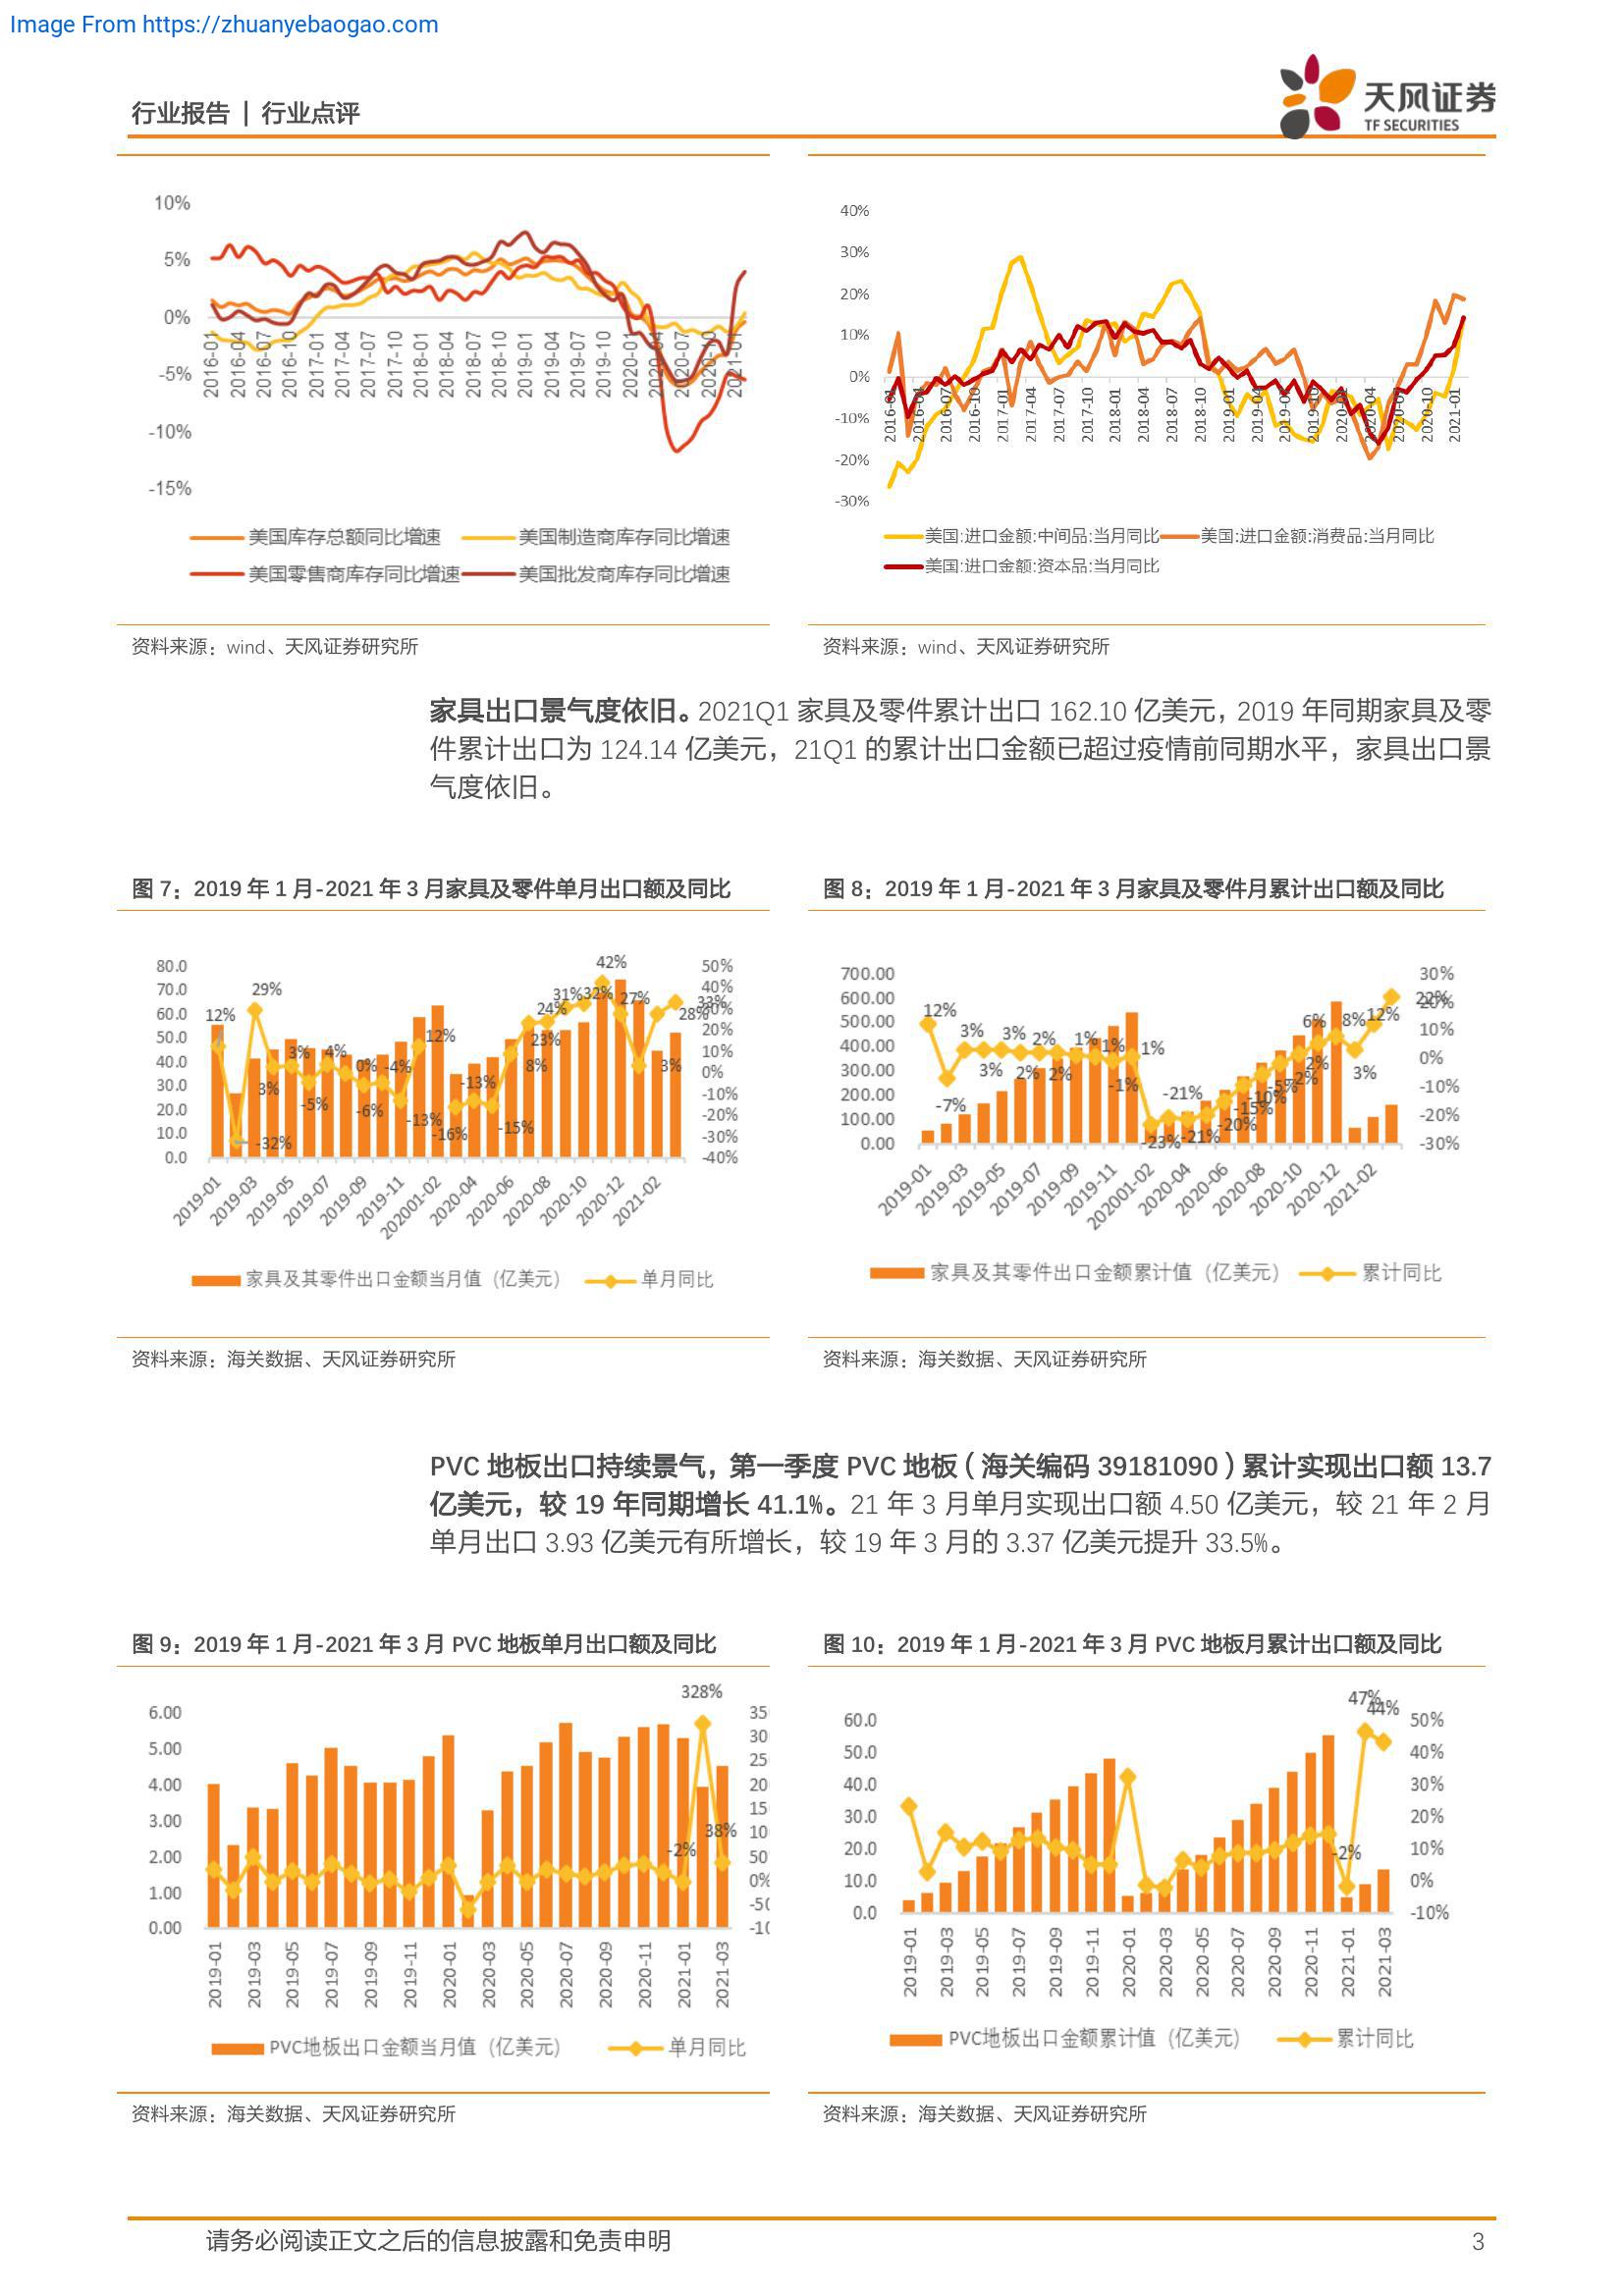 Image From https://zhuanyebaogao.com
行业报告 | 行业点评
天风证券
TF SECURITIES
10%
5%
0%
-5%
-10%
-15%
2016-01 2016-04 2016-07 2016-10 2017-01 2017-04 2017-07 2017-10 2018-01 2018-04 2018-07 2018-10 2019-01 2019-04 2019-07 2019-10 2020-01 2020-04 2020-07 2020-10 2021-01
美国库存总额同比增速 美国制造商库存同比增速
美国零售商库存同比增速 美国批发商库存同比增速
40%
30%
20%
10%
0%
-10%
-20%
-30%
2016-01 2016-04 2016-07 2016-10 2017-01 2017-04 2017-07 2017-10 2018-01 2018-04 2018-07 2018-10 2019-01 2019-04 2019-07 2019-10 2020-01 2020-04 2020-07 2020-10 2021-01
美国:进口金额:中间品:当月同比 美国:进口金额:消费品:当月同比
美国:进口金额:资本品:当月同比
资料来源：wind、天风证券研究所
资料来源：wind、天风证券研究所
家具出口景气度依旧。2021Q1 家具及零件累计出口 162.10 亿美元，2019 年同期家具及零
件累计出口为 124.14 亿美元，21Q1 的累计出口金额已超过疫情前同期水平，家具出口景
气度依旧。
图 7：2019 年 1 月-2021 年 3 月家具及零件单月出口额及同比
80.0
70.0
60.0
50.0
40.0
30.0
20.0
10.0
0.0
12% -32% 29% 3% 3% -5% 4% 0% -6% -4% -13% 12% -16% -13% -15% 8% 23% 24% 31% 32% 42% 27% 3% 28% 33%
50%
40%
30%
20%
10%
0%
-10%
-20%
-30%
-40%
2019-01 2019-03 2019-05 2019-07 2019-09 2019-11 202001-02 2020-04 2020-06 2020-08 2020-10 2020-12 2021-02
家具及其零件出口金额当月值（亿美元） 单月同比
图 8：2019 年 1 月-2021 年 3 月家具及零件月累计出口额及同比
700.00
600.00
500.00
400.00
300.00
200.00
100.00
0.00
12% -7% 3% 3% 3% 2% 2% 2% 1% 1% -1% 1% -23% -21% -21% -20% -15% -10% -5% -2% 2% 6% 8% 3% 12% 22%
30%
20%
10%
0%
-10%
-20%
-30%
2019-01 2019-03 2019-05 2019-07 2019-09 2019-11 202001-02 2020-04 2020-06 2020-08 2020-10 2020-12 2021-02
家具及其零件出口金额累计值（亿美元） 累计同比
资料来源：海关数据、天风证券研究所
资料来源：海关数据、天风证券研究所
PVC 地板出口持续景气，第一季度 PVC 地板（海关编码 39181090）累计实现出口额 13.7
亿美元，较 19 年同期增长 41.1%。21 年 3 月单月实现出口额 4.50 亿美元，较 21 年 2 月
单月出口 3.93 亿美元有所增长，较 19 年 3 月的 3.37 亿美元提升 33.5%。
图 9：2019 年 1 月-2021 年 3 月 PVC 地板单月出口额及同比
6.00
5.00
4.00
3.00
2.00
1.00
0.00
-2% 328% 38%
35
30
25
20
15
10
50
0%
-50
-10
2019-01 2019-03 2019-05 2019-07 2019-09 2019-11 2020-01 2020-03 2020-05 2020-07 2020-09 2020-11 2021-01 2021-03
PVC地板出口金额当月值（亿美元） 单月同比
图 10：2019 年 1 月-2021 年 3 月 PVC 地板月累计出口额及同比
60.0
50.0
40.0
30.0
20.0
10.0
0.0
-2% 47% 44%
50%
40%
30%
20%
10%
0%
-10%
2019-01 2019-03 2019-05 2019-07 2019-09 2019-11 2020-01 2020-03 2020-05 2020-07 2020-09 2020-11 2021-01 2021-03
PVC地板出口金额累计值（亿美元） 累计同比
资料来源：海关数据、天风证券研究所
资料来源：海关数据、天风证券研究所
请务必阅读正文之后的信息披露和免责申明
3